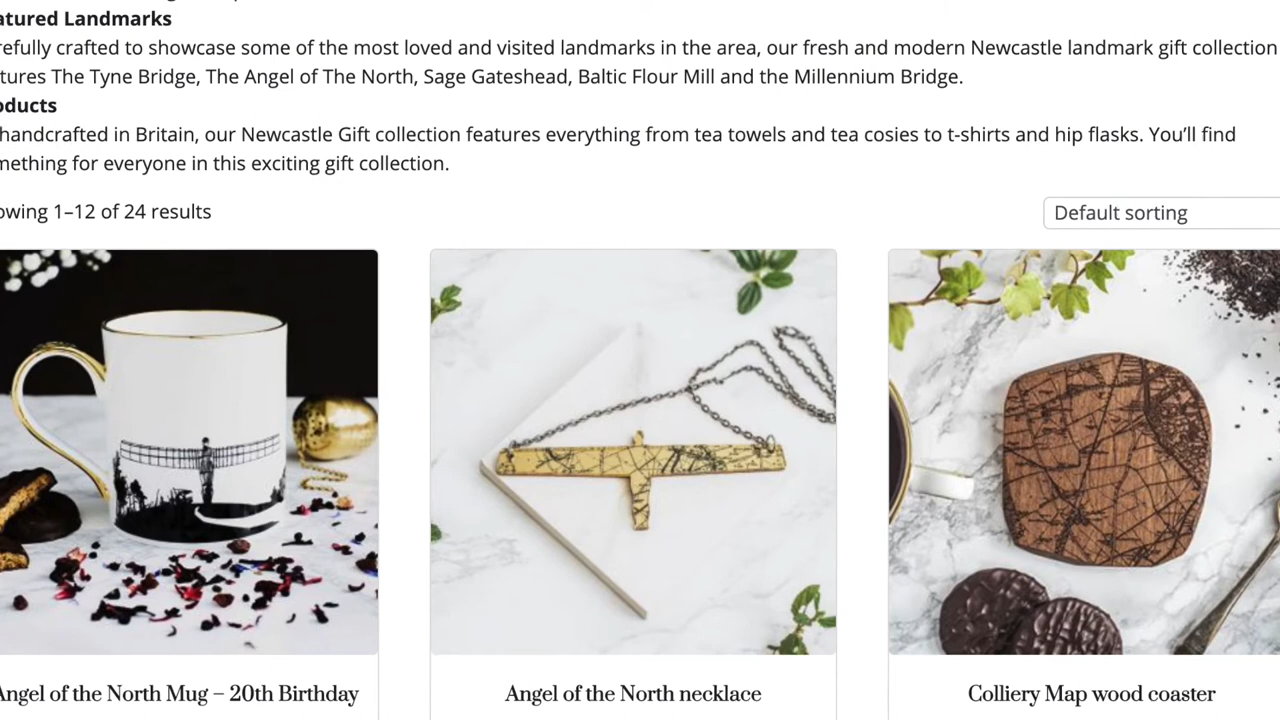 atured Landmarks
refully crafted to showcase some of the most loved and visited landmarks in the area, our fresh and modern Newcastle landmark gift collection
tures The Tyne Bridge, The Angel of The North, Sage Gateshead, Baltic Flour Mill and the Millennium Bridge.
oducts
handcrafted in Britain, our Newcastle Gift collection features everything from tea towels and tea cosies to t-shirts and hip flasks. You’ll find
mething for everyone in this exciting gift collection.
owing 1–12 of 24 results
Default sorting
Angel of the North Mug – 20th Birthday
Angel of the North necklace
Colliery Map wood coaster